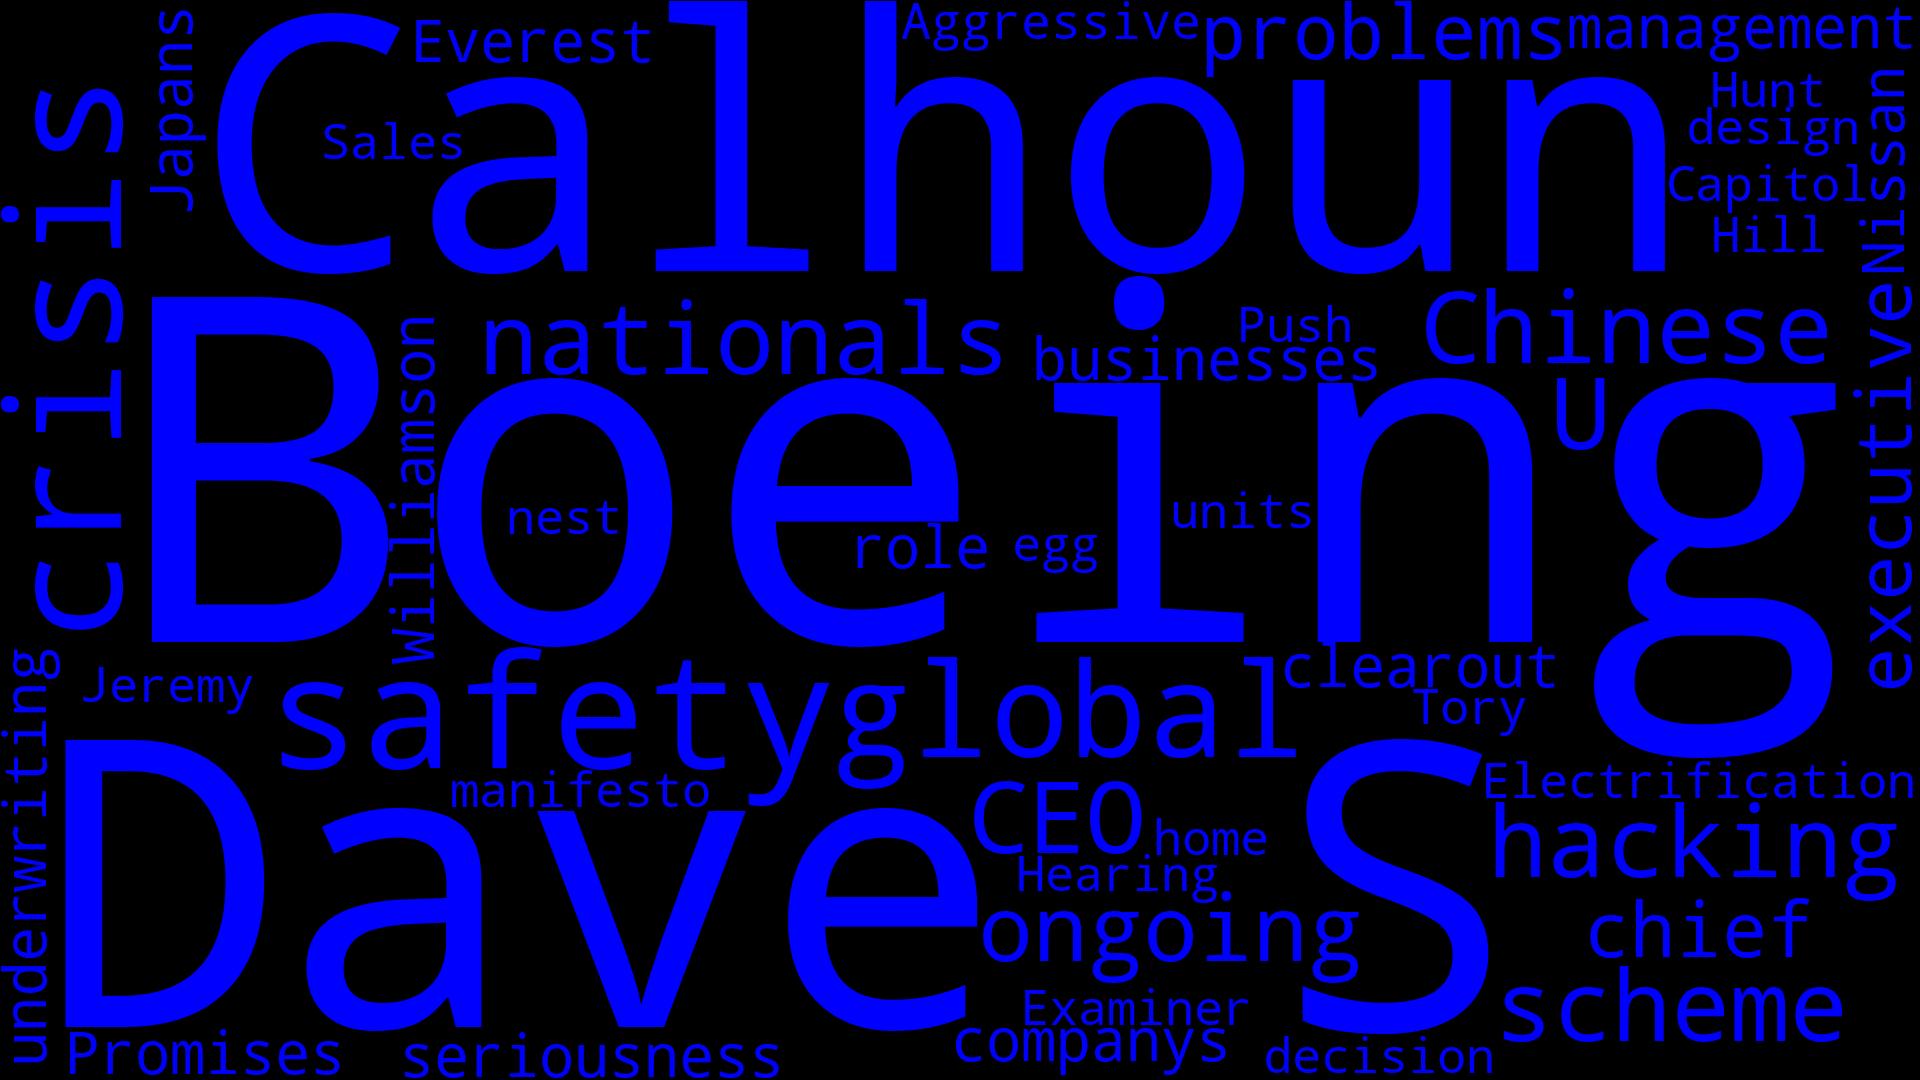 Calhoun
Everest
Aggressive
problems
management
Japans
Sales
Hunt
design
Capitol
Hill
Nissan
crisis
Boeing
nationals
businesses
Push
Chinese
U
executive
Williamson
nest
role
egg
units
Jeremy
safety
global
clearout
Tory
underwriting
Dave
manifesto
CEO
home
Hearing
S
Electrification
hacking
ongoing
chief
Examiner
scheme
Promises
seriousness
companys
decision